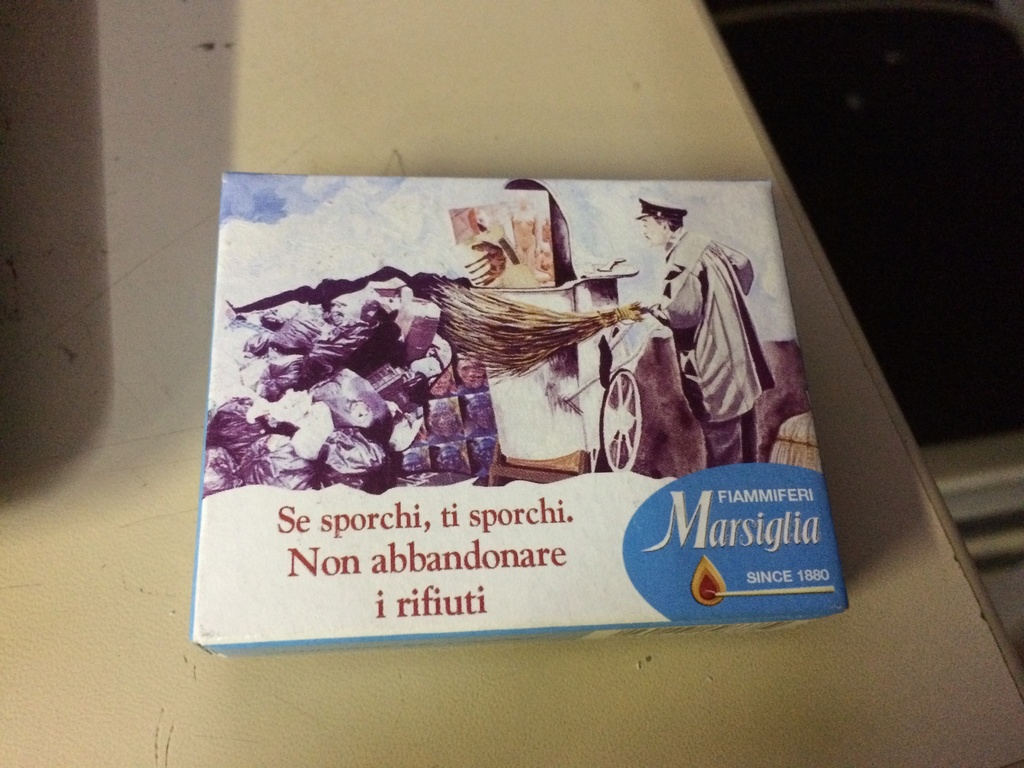 Se sporchi, ti sporchi.
Non abbandonare
i rifiuti
FIAMMIFERI
Marsiglia
SINCE 1880